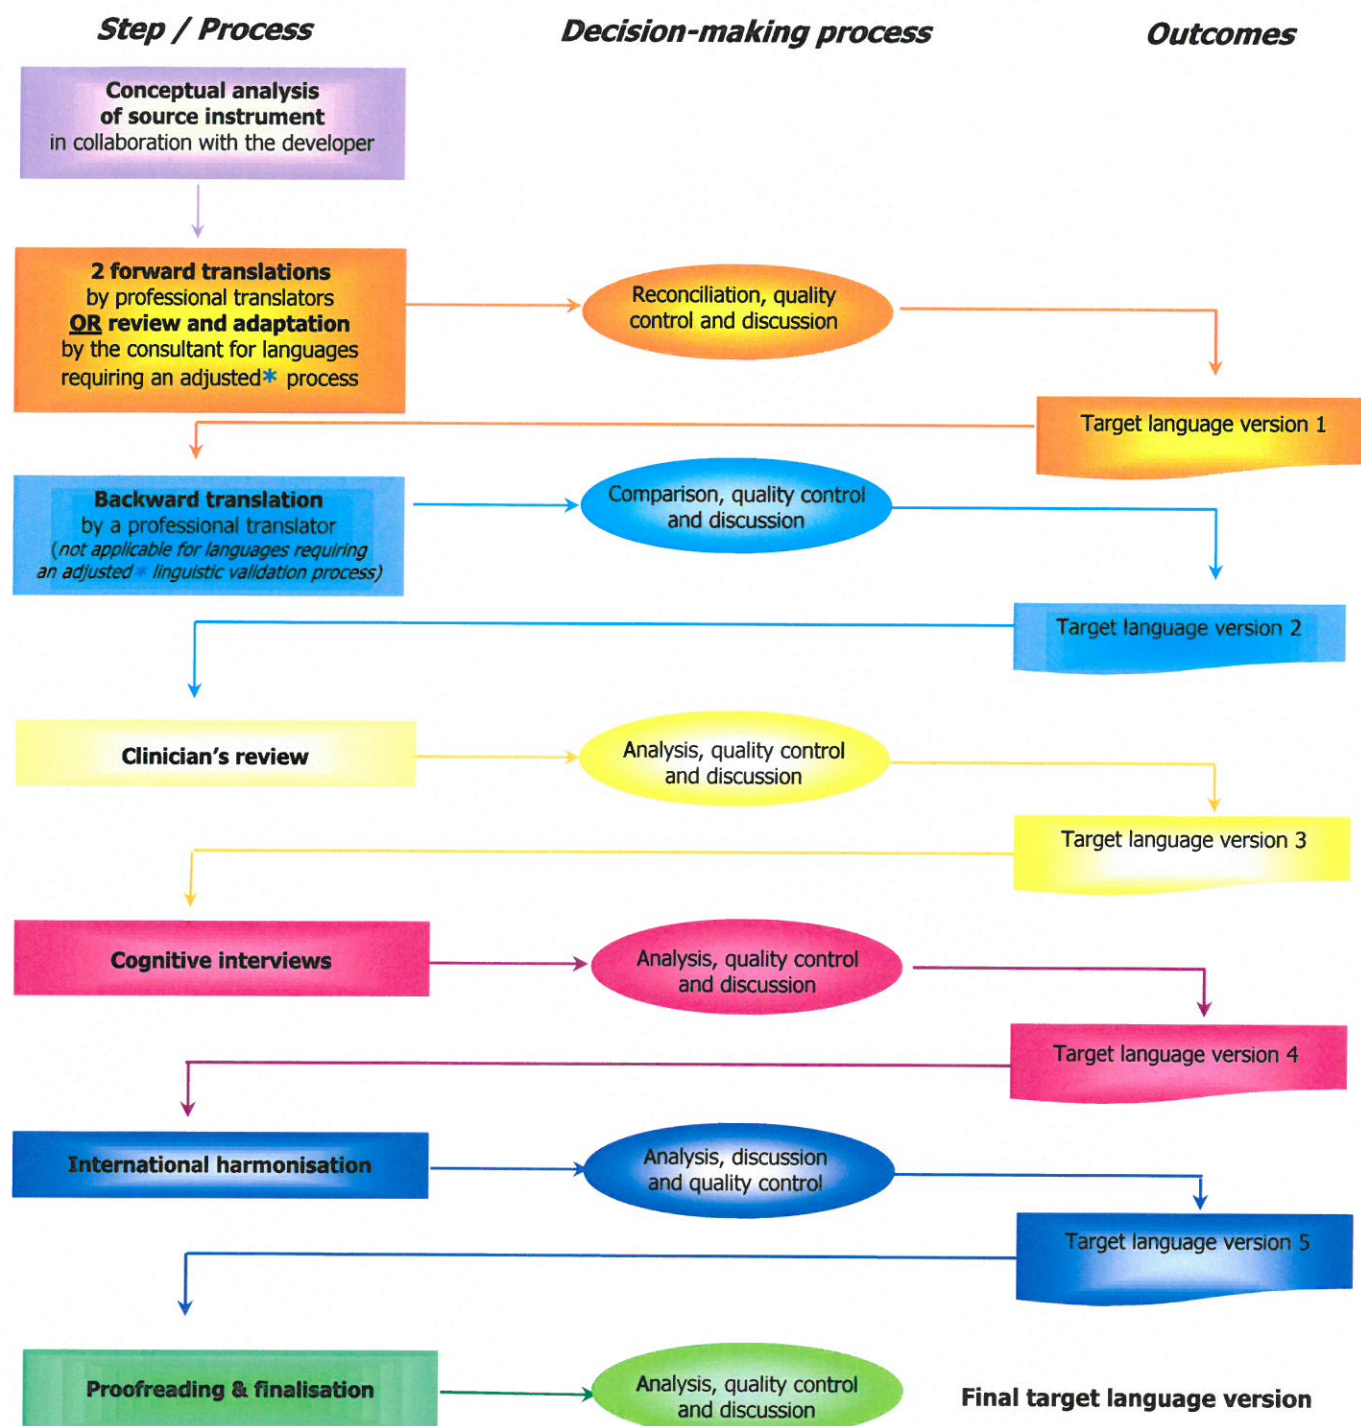 Step / Process
Decision-making process
Outcomes
Conceptual analysis
of source instrument
in collaboration with the developer
2 forward translations
by professional translators
OR review and adaptation
by the consultant for languages
requiring an adjusted* process
Reconciliation, quality
control and discussion
Target language version 1
Backward translation
by a professional translator
(not applicable for languages requiring
an adjusted* linguistic validation process)
Comparison, quality control
and discussion
Target language version 2
Clinician's review
Analysis, quality control
and discussion
Target language version 3
Cognitive interviews
Analysis, quality control
and discussion
Target language version 4
International harmonisation
Analysis, discussion
and quality control
Target language version 5
Proofreading & finalisation
Analysis, quality control
and discussion
Final target language version